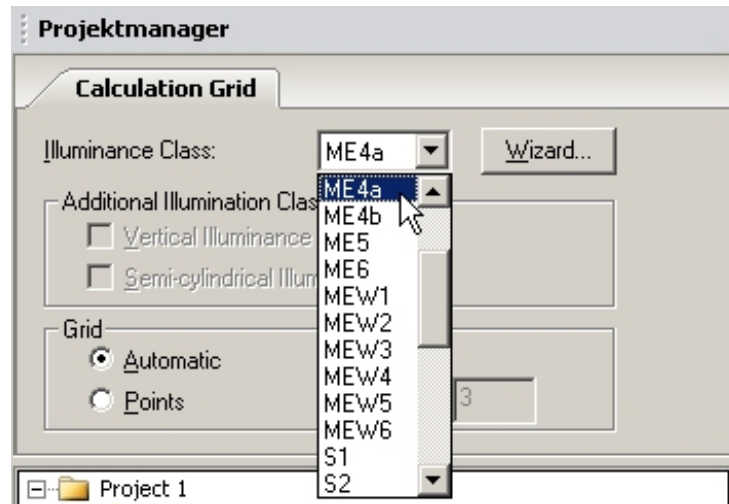 Projektmanager
Calculation Grid
Illuminance Class:
ME4a
Wizard...
Additional Illumination Clas
Vertical Illuminance
Semi-cylindrical Illum
ME4a
ME4b
ME5
ME6
MEW1
MEW2
MEW3
MEW4
MEW5
MEW6
S1
S2
Grid
Automatic
Points
3
Project 1